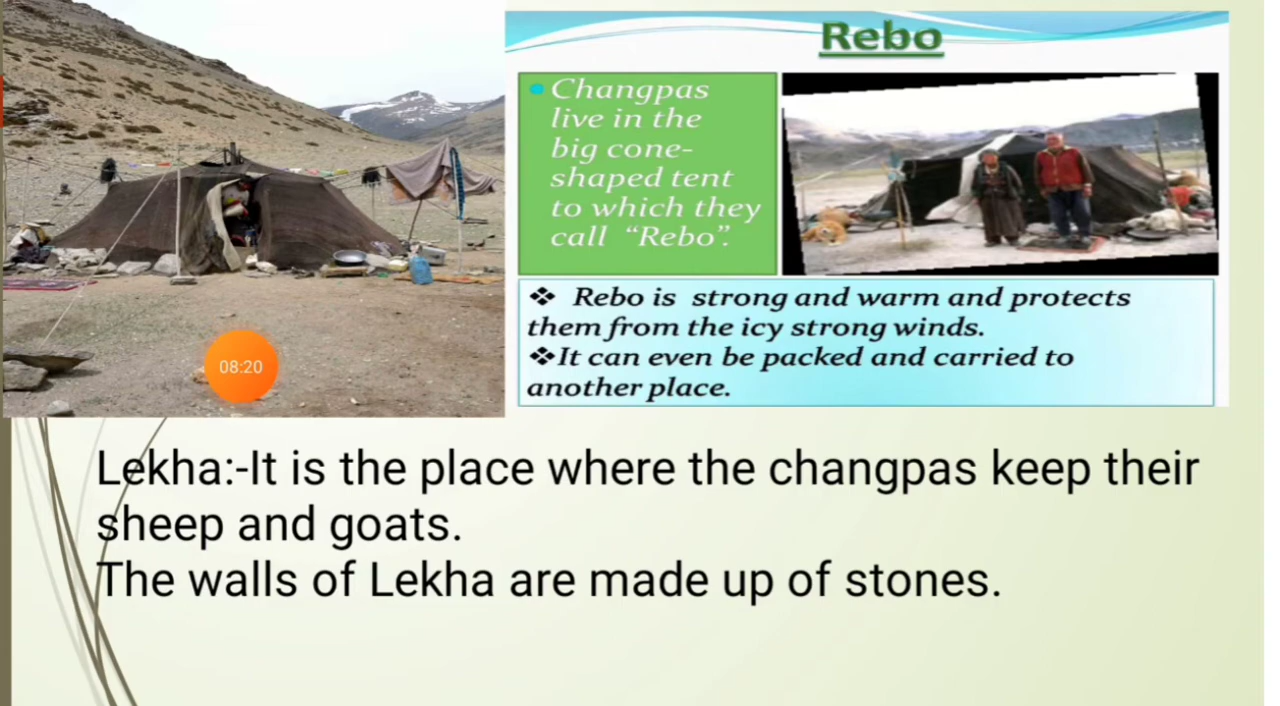 Rebo
Changpas
live in the
big cone-
shaped tent
to which they
call “Rebo”.
❖ Rebo is strong and warm and protects
them from the icy strong winds.
❖It can even be packed and carried to
another place.
08:20
Lekha:-It is the place where the changpas keep their
sheep and goats.
The walls of Lekha are made up of stones.